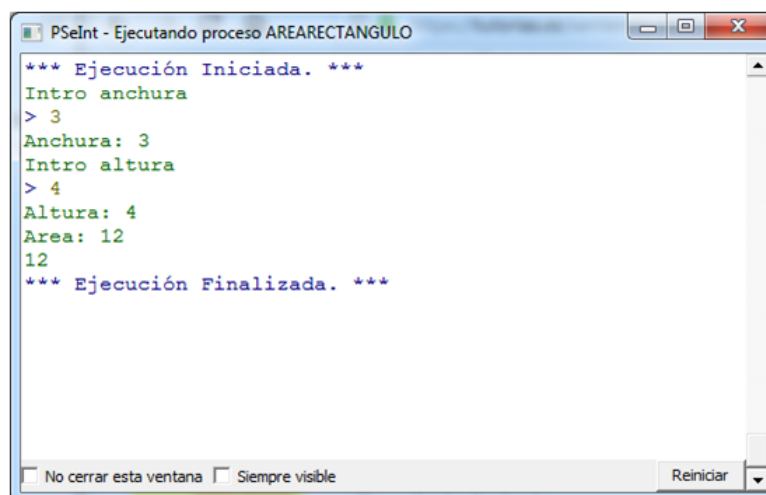 PSeInt - Ejecutando proceso AREARECTANGULO
*** Ejecución Iniciada. ***
Intro anchura
> 3
Anchura: 3
Intro altura
> 4
Altura: 4
Area: 12
12
*** Ejecución Finalizada. ***
No cerrar esta ventana Siempre visible Reiniciar